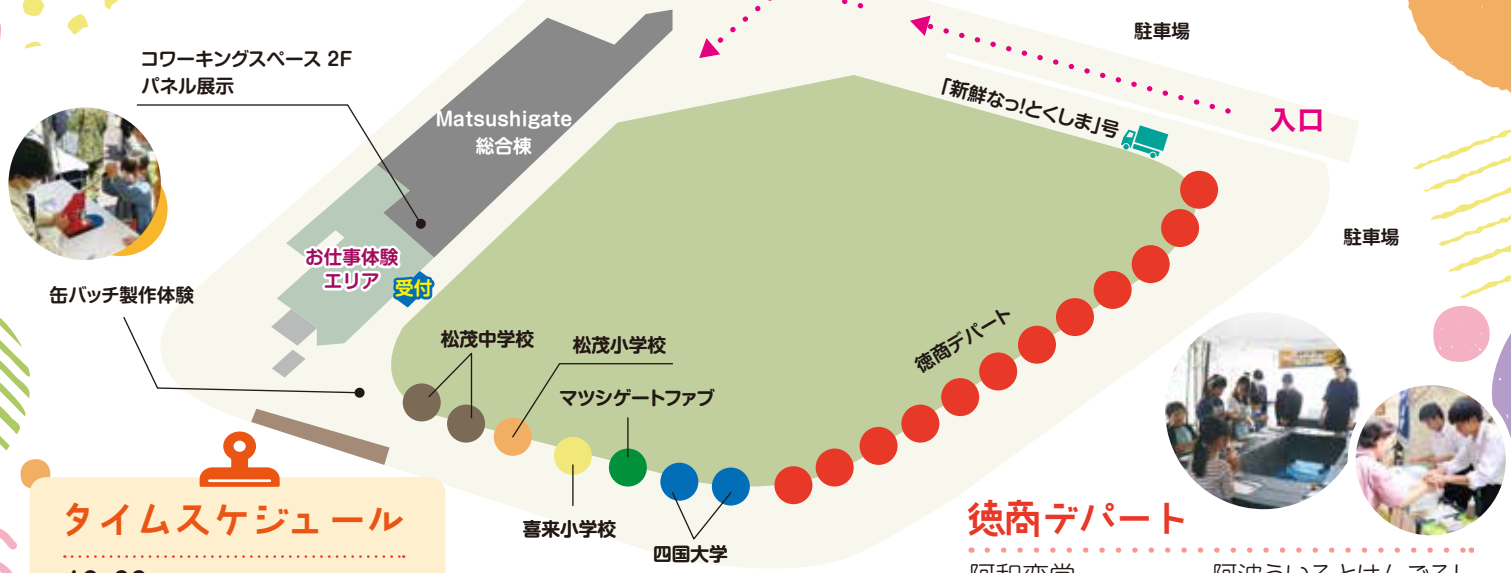 駐車場
コワーキングスペース 2F
パネル展示
「新鮮なっ!とくしま」号
入口
Matsushigate
総合棟
駐車場
お仕事体験
エリア
受付
缶バッチ製作体験
松茂中学校
松茂小学校
徳商デパート
マツシゲートファブ
喜来小学校
四国大学
タイムスケジュール
徳商デパート